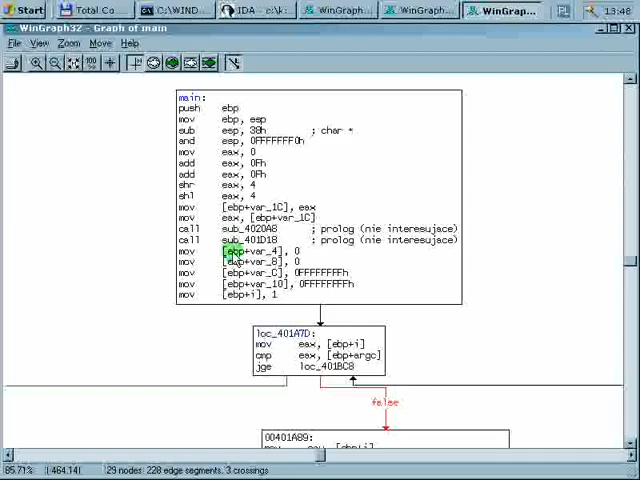 Start Total Co... C:\WIND... IDA - c:\k... WinGraph... WinGraph... WinGrap... 13:48
WinGraph32 - Graph of main
File View Zoom Move Help
100%
main:
push ebp
mov ebp, esp
sub esp, 38h ; char *
and esp, 0FFFFFFF0h
mov eax, 0
add eax, 0Fh
add eax, 0Fh
shr eax, 4
shl eax, 4
mov [ebp+var_1C], eax
mov eax, [ebp+var_1C]
call sub_4020A8 ; prolog (nie interesujace)
call sub_401D18 ; prolog (nie interesujace)
mov [ebp+var_4], 0
mov [ebp+var_8], 0
mov [ebp+var_C], 0FFFFFFFFh
mov [ebp+var_10], 0FFFFFFFFh
mov [ebp+i], 1
loc_401A7D:
mov eax, [ebp+i]
cmp eax, [ebp+argc]
jge loc_401BC8
false
00401A89:
85.71% (464,14) 29 nodes: 228 edge segments, 3 crossings